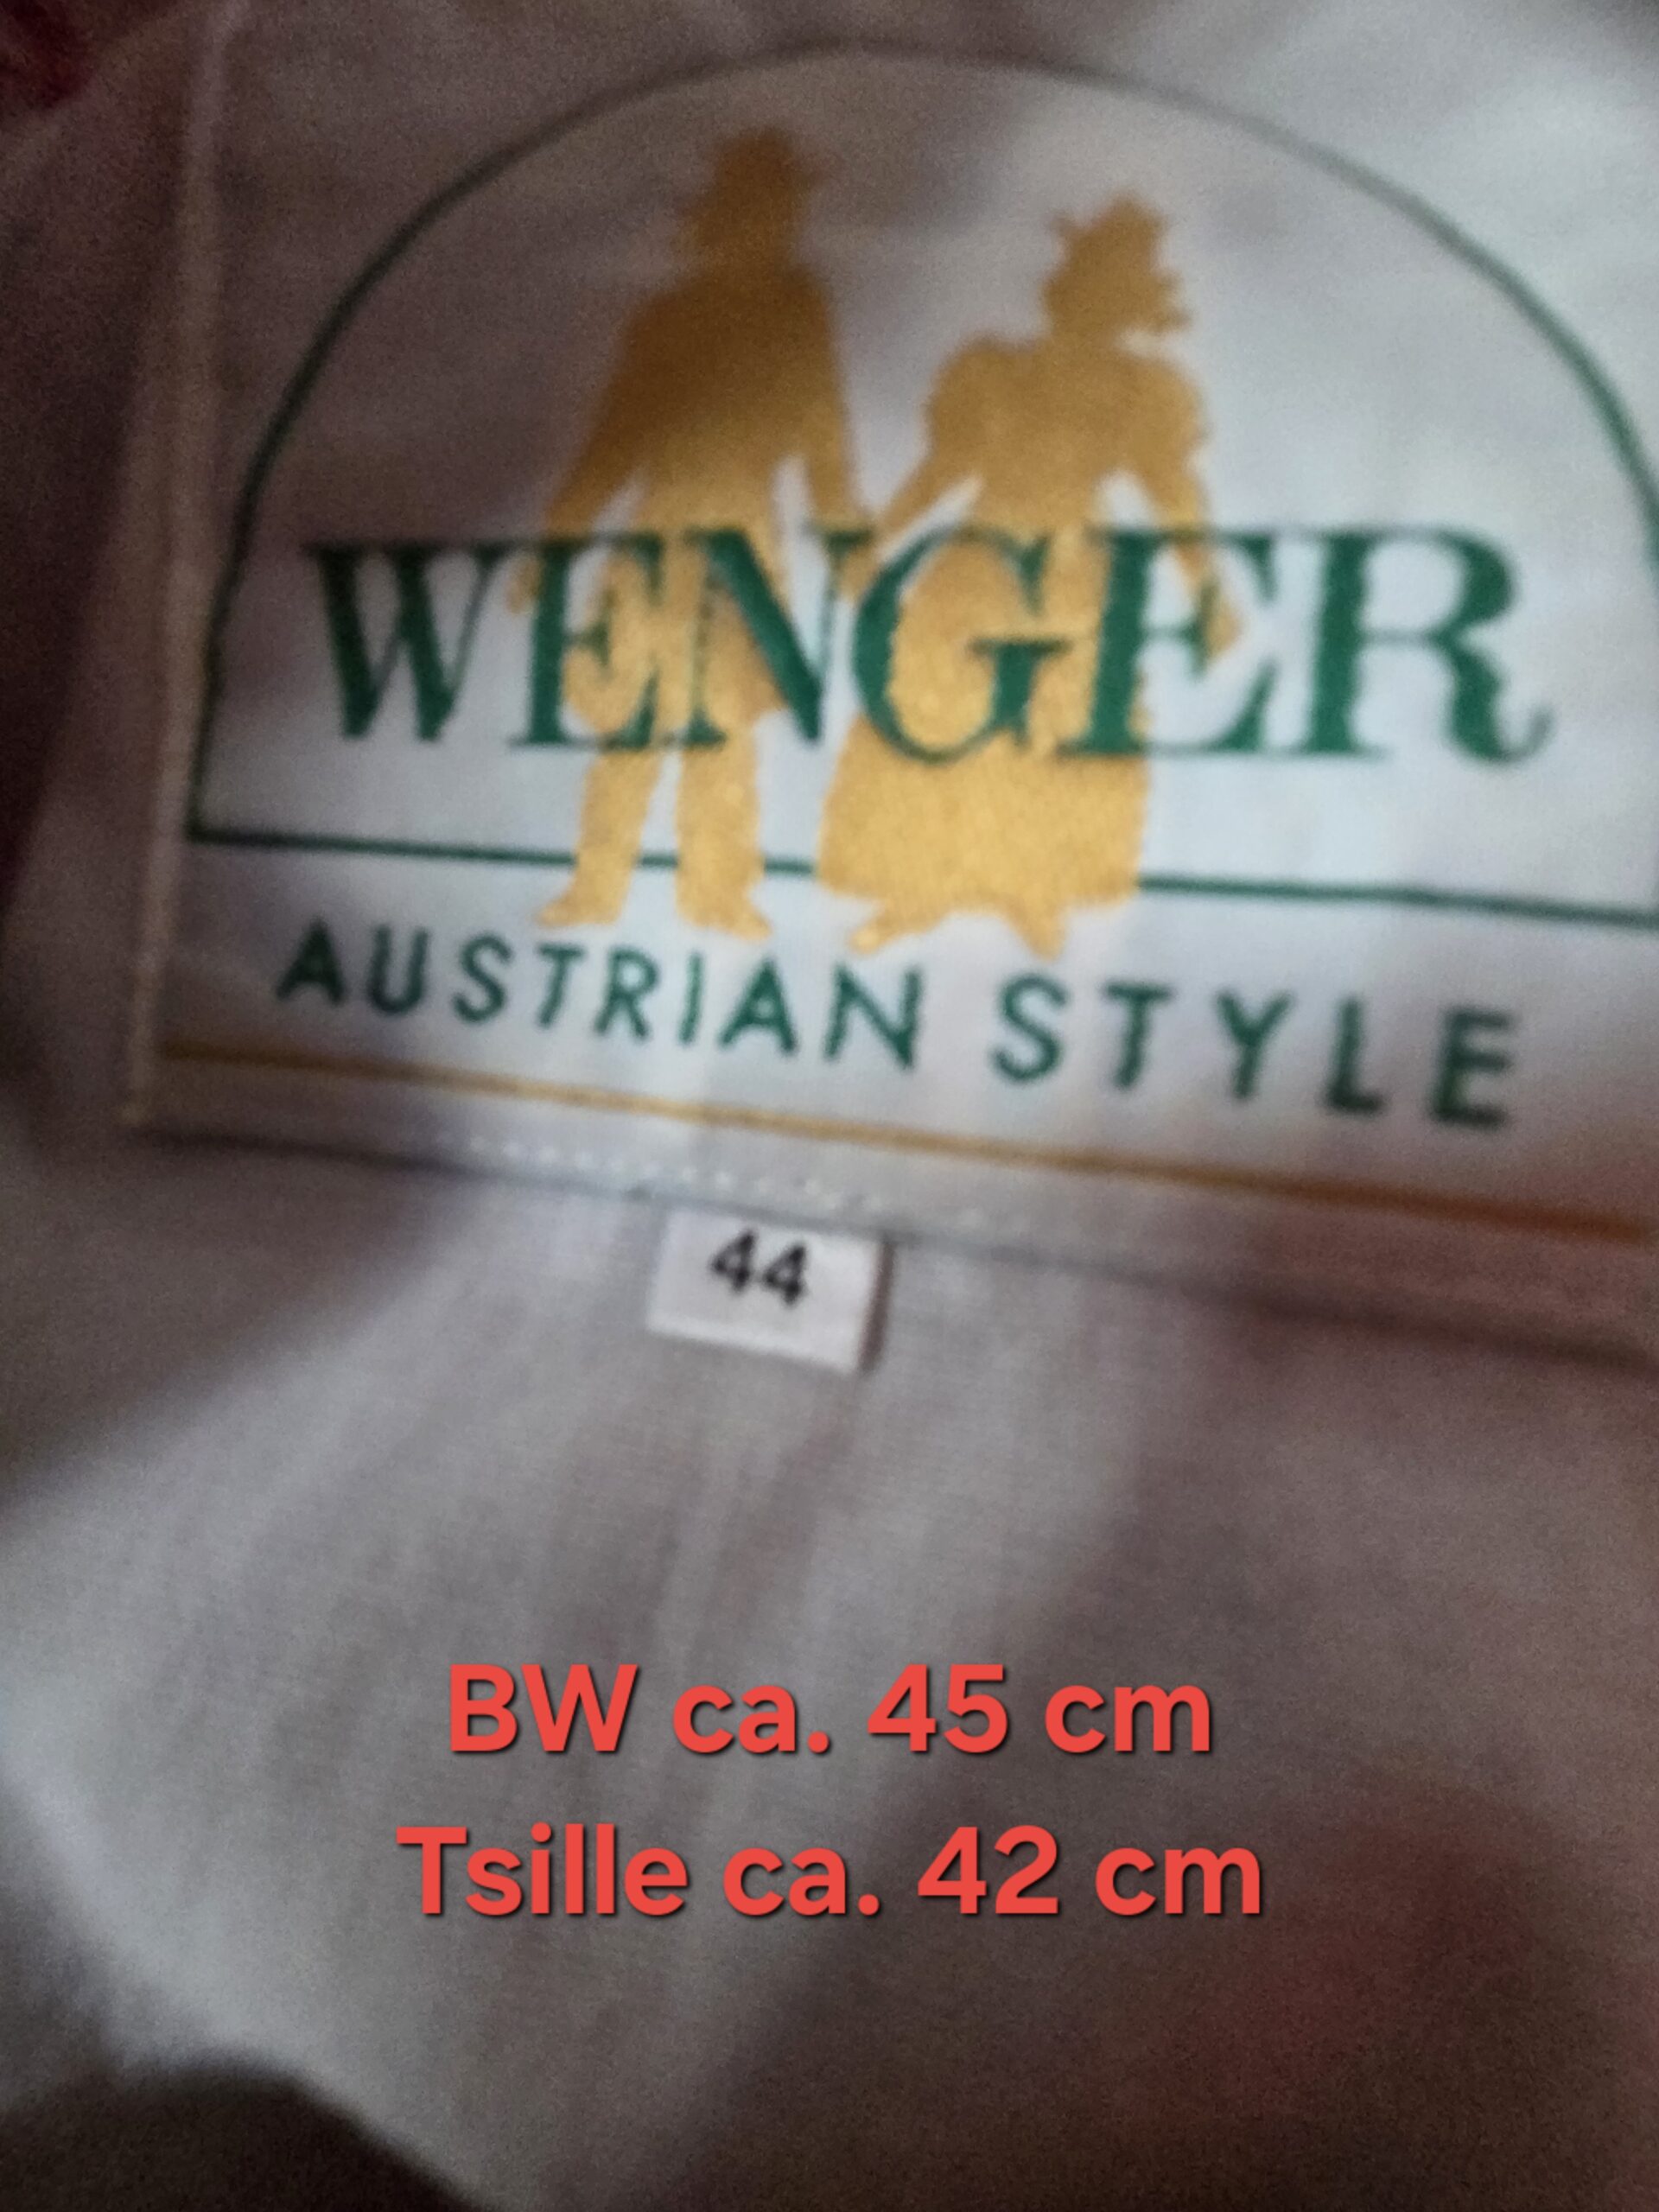 WENGER
AUSTRIAN STYLE
44
BW ca. 45 cm
Tsille ca. 42 cm